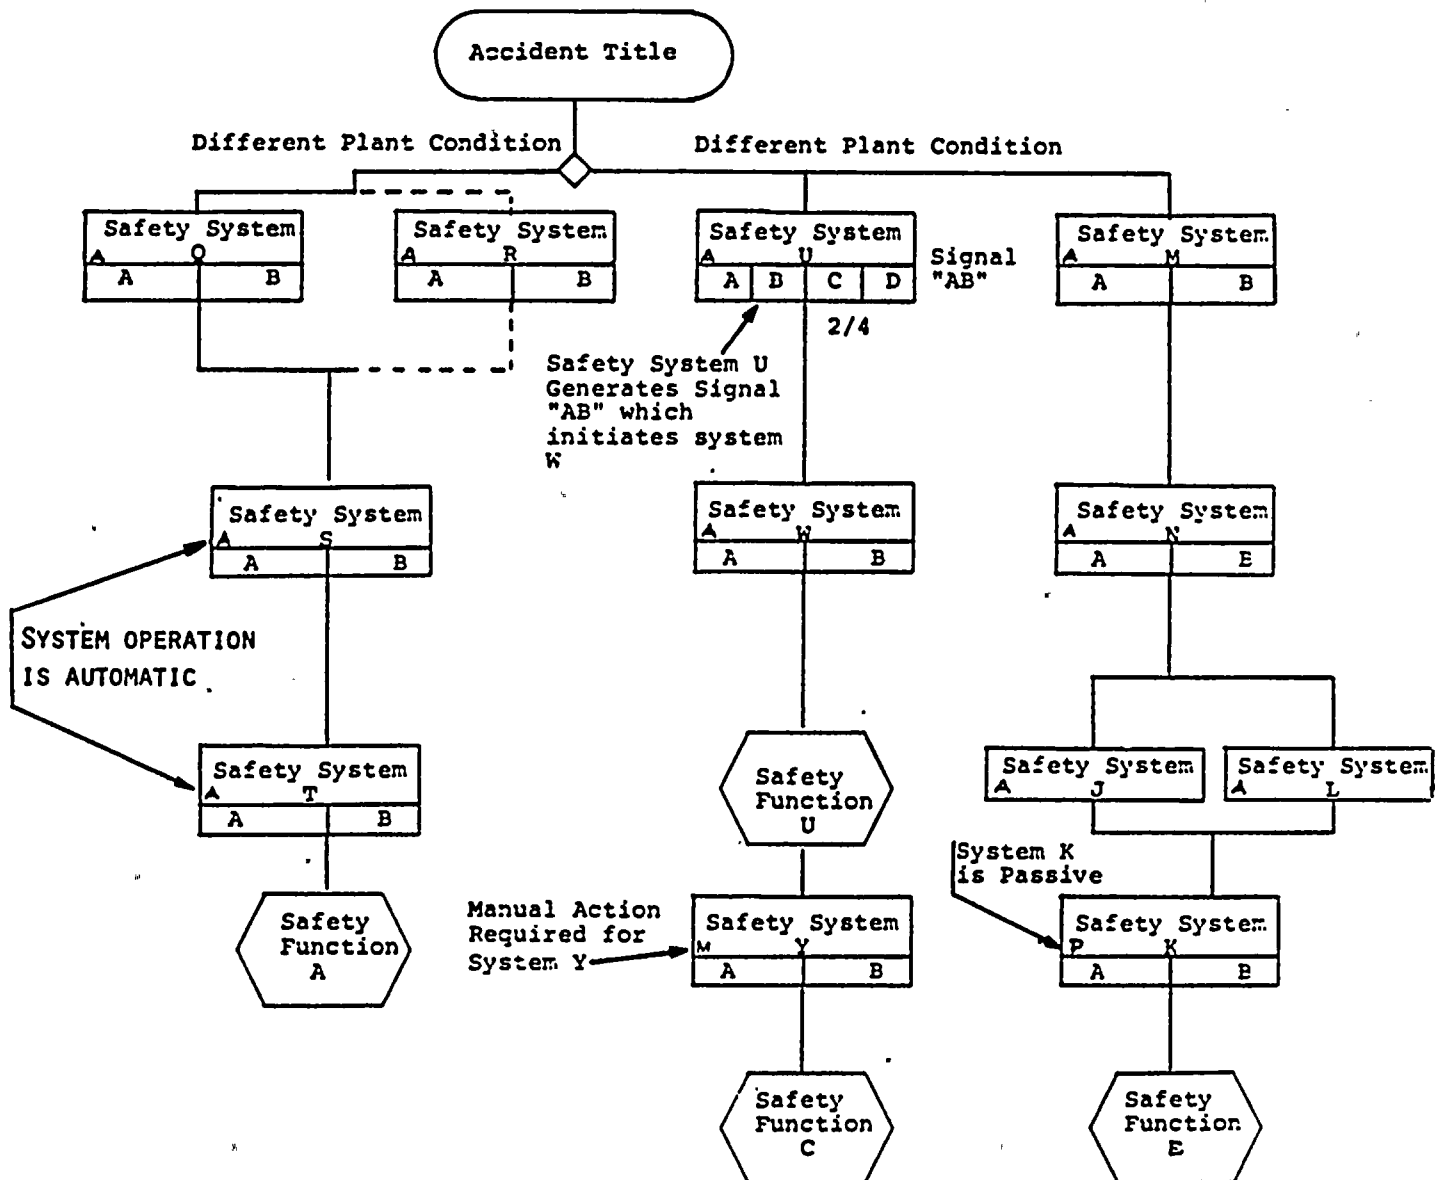 Accident Title
Different Plant Condition
Different Plant Condition
Safety System
A Q
A B
Safety System
A R
A B
Safety System
A U
A B C D
2/4
Signal
"AB"
Safety System
A M
A B
Safety System U
Generates Signal
"AB" which
initiates system
W
Safety System
A S
A B
Safety System
A W
A B
Safety System
A N
A B
SYSTEM OPERATION
IS AUTOMATIC
Safety System
A T
A B
Safety
Function
A
Safety
Function
U
Safety System
A J
Safety System
A L
System K
is Passive
Manual Action
Required for
System Y
Safety System
M Y
A B
Safety System
P K
A B
Safety
Function
C
Safety
Function
E